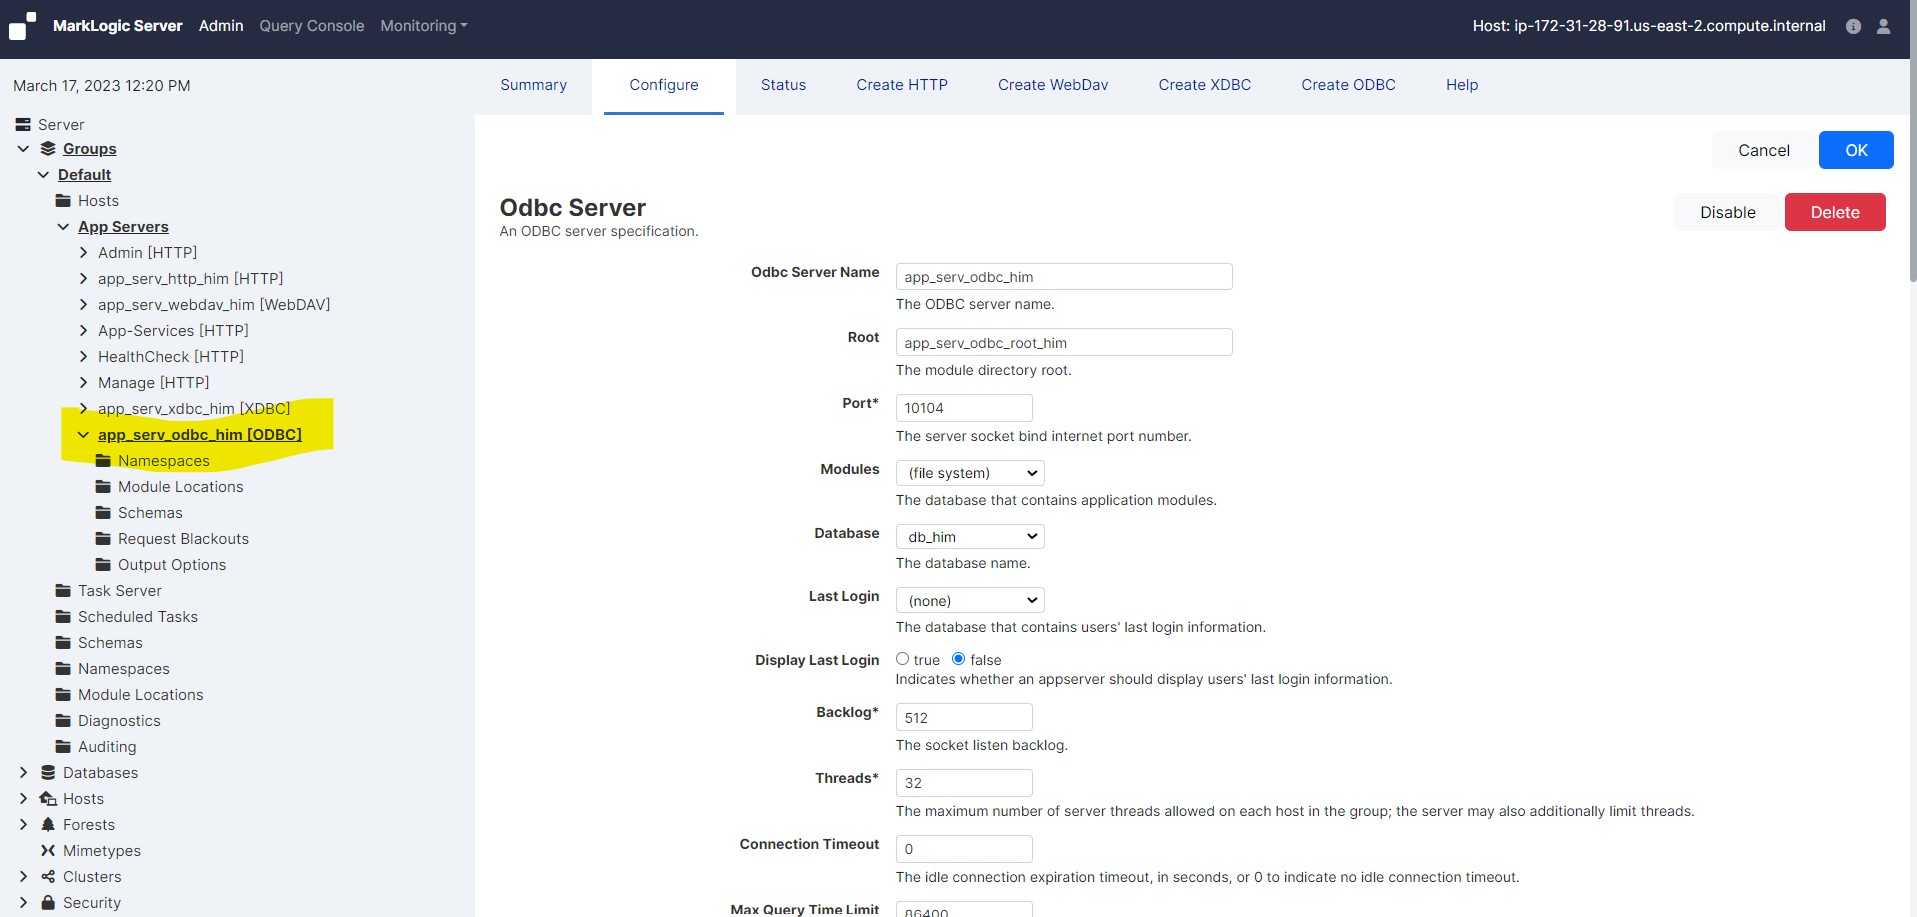 MarkLogic Server Admin Query Console Monitoring Host: ip-172-31-28-91.us-east-2.compute.internal
March 17, 2023 12:20 PM
Server
Groups
Default
Hosts
App Servers
Admin [HTTP]
app_serv_http_him [HTTP]
app_serv_webdav_him [WebDAV]
App-Services [HTTP]
HealthCheck [HTTP]
Manage [HTTP]
app_serv_xdbc_him [XDBC]
app_serv_odbc_him [ODBC]
Namespaces
Module Locations
Schemas
Request Blackouts
Output Options
Task Server
Scheduled Tasks
Schemas
Namespaces
Module Locations
Diagnostics
Auditing
Databases
Hosts
Forests
Mimetypes
Clusters
Security
Summary Configure Status Create HTTP Create WebDav Create XDBC Create ODBC Help
Cancel OK
Odbc Server
An ODBC server specification.
Disable Delete
Odbc Server Name app_serv_odbc_him
The ODBC server name.
Root app_serv_odbc_root_him
The module directory root.
Port* 10104
The server socket bind internet port number.
Modules (file system)
The database that contains application modules.
Database db_him
The database name.
Last Login (none)
The database that contains users' last login information.
Display Last Login true false
Indicates whether an appserver should display users' last login information.
Backlog* 512
The socket listen backlog.
Threads* 32
The maximum number of server threads allowed on each host in the group; the server may also additionally limit threads.
Connection Timeout 0
The idle connection expiration timeout, in seconds, or 0 to indicate no idle connection timeout.
Max Query Time Limit 86400